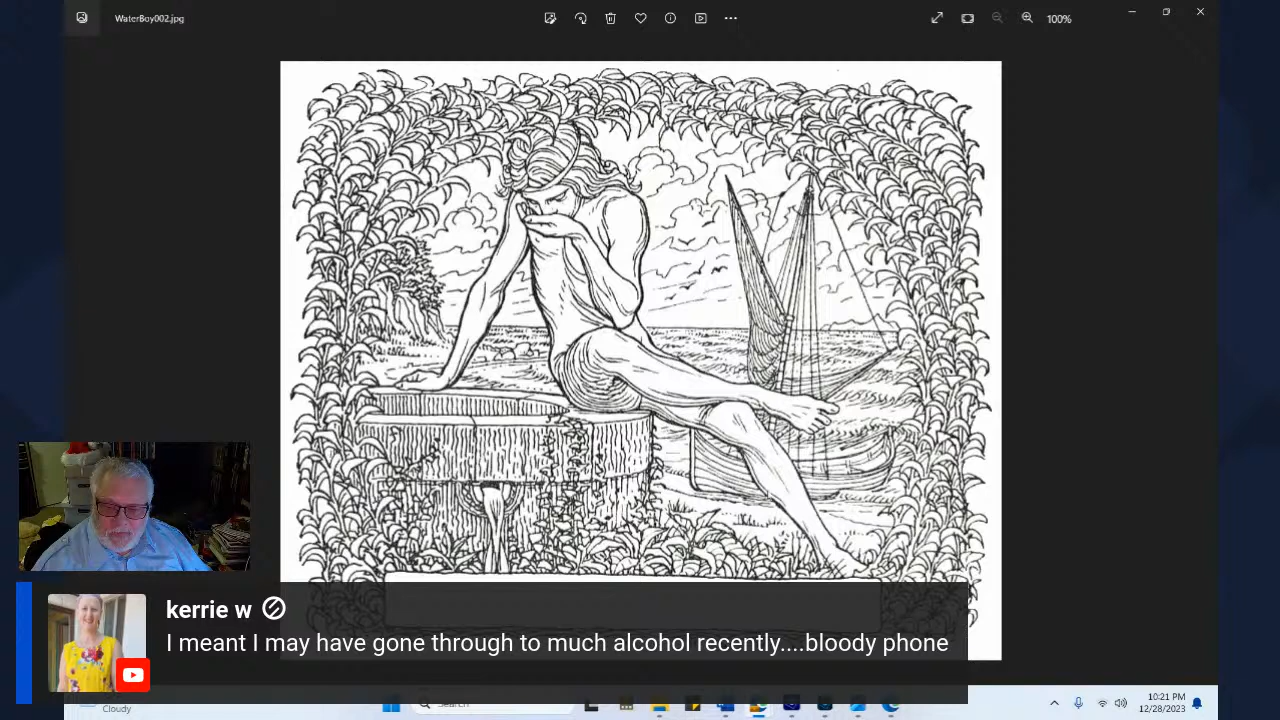 WaterBoy002.jpg
100%
kerrie w
I meant I may have gone through to much alcohol recently....bloody phone
Cloudy
Search
10:21 PM
12/28/2023